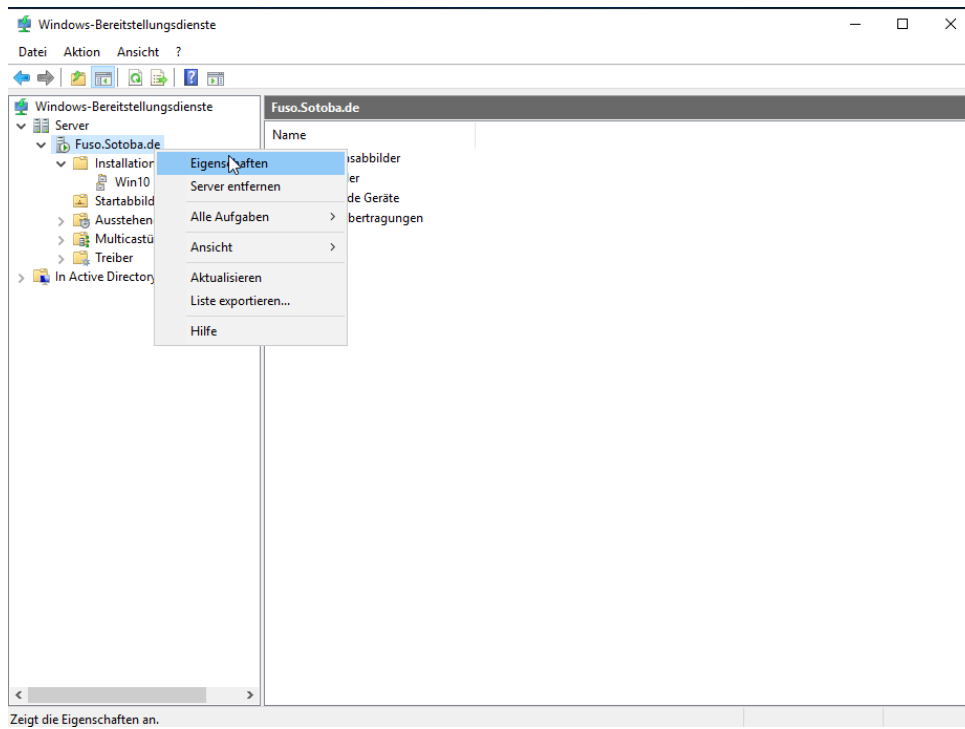 Windows-Bereitstellungsdienste
Datei Aktion Ansicht ?
Windows-Bereitstellungsdienste
Server
Fuso.Sotoba.de
Installation
Win10
Startabbild
Ausstehen
Multicastü
Treiber
In Active Directory
Eigenschaften
Server entfernen
Alle Aufgaben
Ansicht
Aktualisieren
Liste exportieren...
Hilfe
Fuso.Sotoba.de
Name
sabbilder
er
de Geräte
bertragungen
Zeigt die Eigenschaften an.